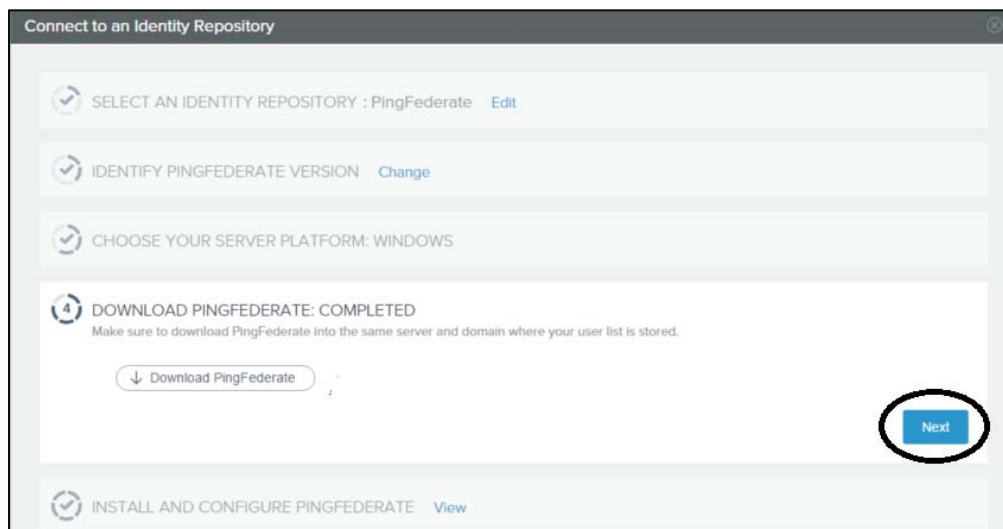 Connect to an Identity Repository
SELECT AN IDENTITY REPOSITORY : PingFederate Edit
IDENTIFY PINGFEDERATE VERSION Change
CHOOSE YOUR SERVER PLATFORM: WINDOWS
4 DOWNLOAD PINGFEDERATE: COMPLETED
Make sure to download PingFederate into the same server and domain where your user list is stored.
Download PingFederate
Next
INSTALL AND CONFIGURE PINGFEDERATE View